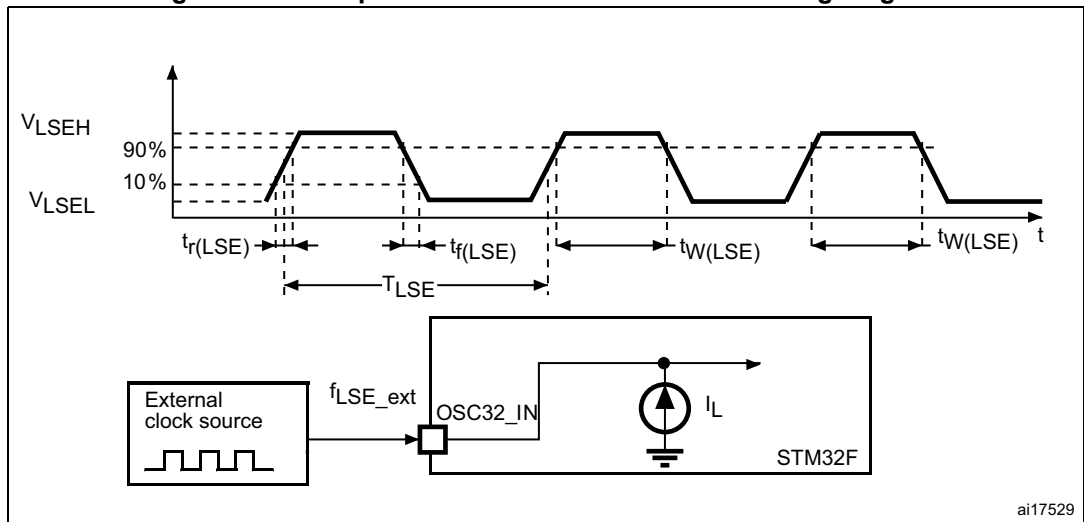 VLSEH
90%
10%
VLSEL
tr(LSE)
tf(LSE)
tW(LSE)
tW(LSE)
t
TLSE
External
clock source
fLSE_ext
OSC32_IN
IL
STM32F
ai17529